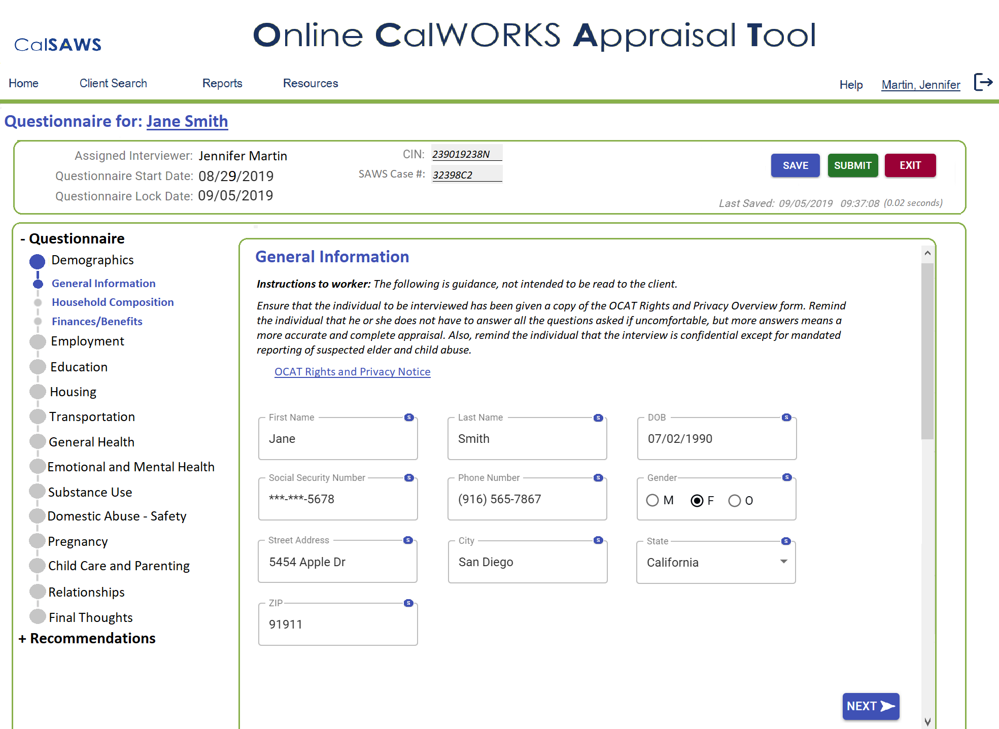 CalSAWS
Online CalWORKS Appraisal Tool
Home Client Search Reports Resources Help Martin, Jennifer
Questionnaire for: Jane Smith
Assigned Interviewer: Jennifer Martin
Questionnaire Start Date: 08/29/2019
Questionnaire Lock Date: 09/05/2019
CIN: 239019238N
SAWS Case #: 32398C2
SAVE SUBMIT EXIT
Last Saved: 09/05/2019 09:37:08 (0.02 seconds)
- Questionnaire
Demographics
General Information
Household Composition
Finances/Benefits
Employment
Education
Housing
Transportation
General Health
Emotional and Mental Health
Substance Use
Domestic Abuse - Safety
Pregnancy
Child Care and Parenting
Relationships
Final Thoughts
+ Recommendations
General Information
Instructions to worker: The following is guidance, not intended to be read to the client.
Ensure that the individual to be interviewed has been given a copy of the OCAT Rights and Privacy Overview form. Remind
the individual that he or she does not have to answer all the questions asked if uncomfortable, but more answers means a
more accurate and complete appraisal. Also, remind the individual that the interview is confidential except for mandated
reporting of suspected elder and child abuse.
OCAT Rights and Privacy Notice
First Name S
Jane
Last Name S
Smith
DOB S
07/02/1990
Social Security Number S
***-***-5678
Phone Number S
(916) 565-7867
Gender S
M F O
Street Address S
5454 Apple Dr
City S
San Diego
State S
California
ZIP S
91911
NEXT